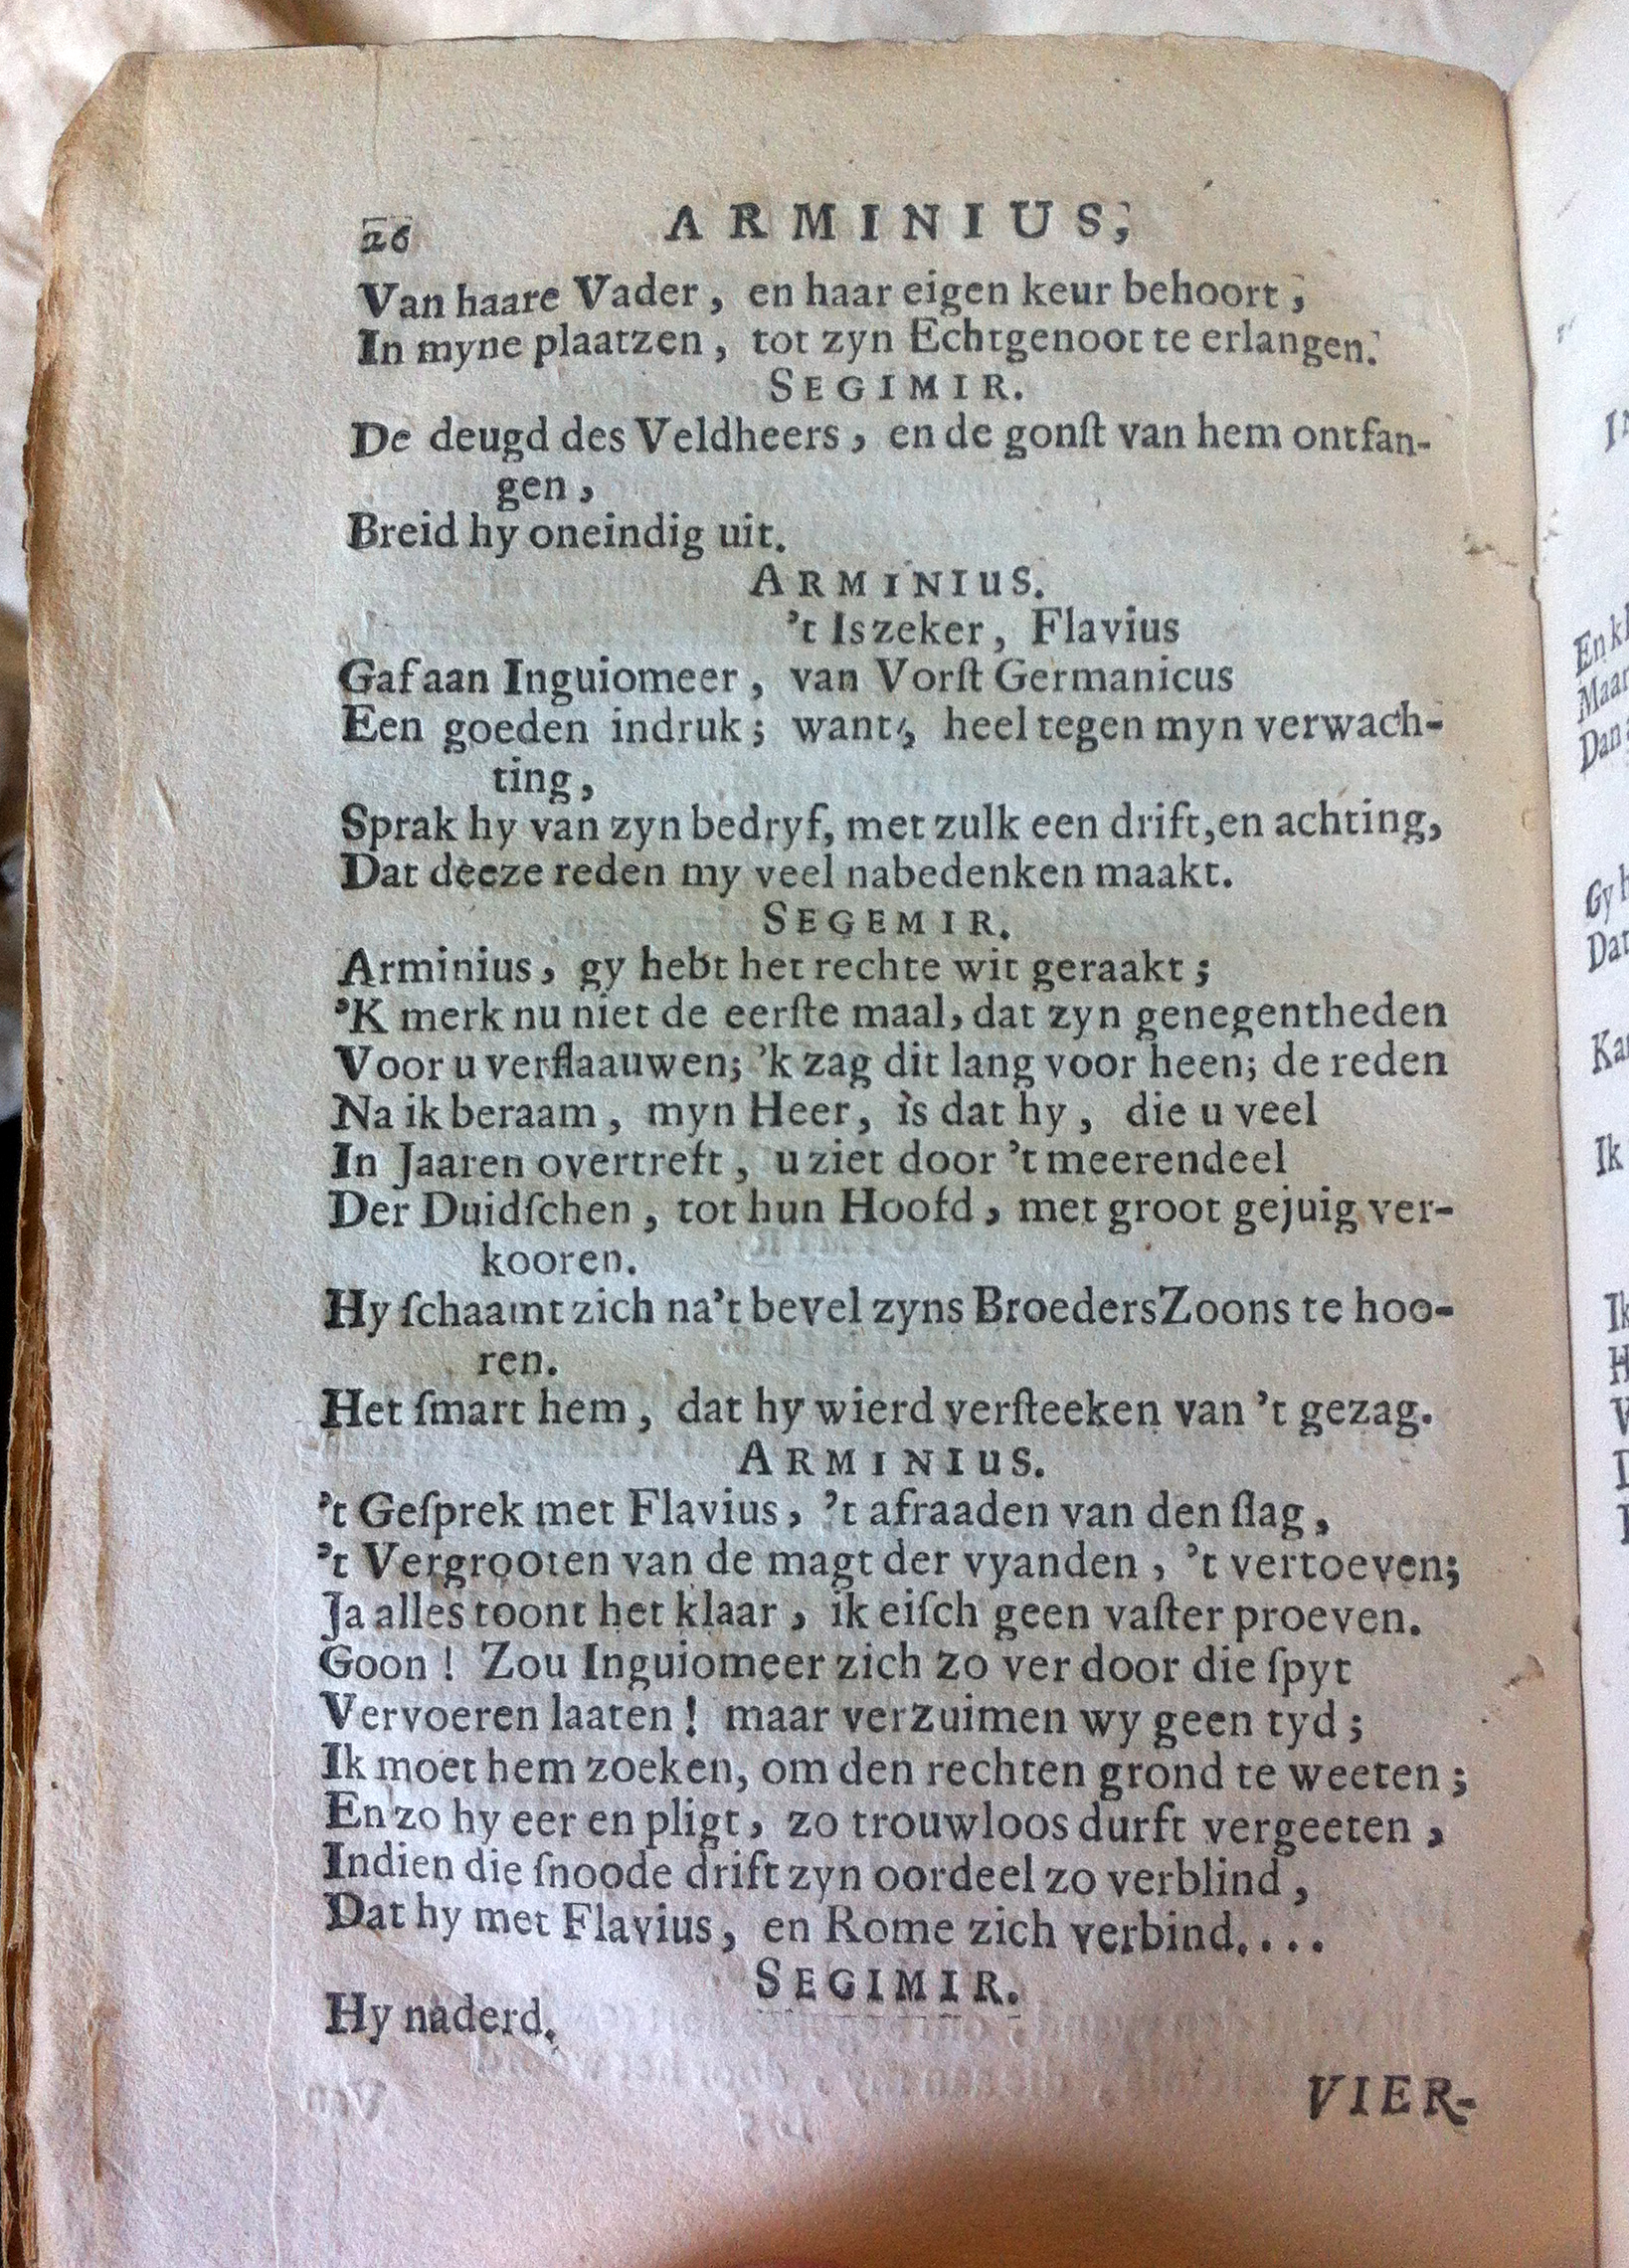 26 ARMINIUS,
Van haare Vader, en haar eigen keur behoort,
In myne plaatzen, tot zyn Echtgenoot te erlangen.
SEGIMIR.
De deugd des Veldheers, en de gonſt van hem ontfan-
gen,
Breid hy oneindig uit.
ARMINIUS.
't Is zeker, Flavius
Gaf aan Inguiomeer, van Vorſt Germanicus
Een goeden indruk; want, heel tegen myn verwach-
ting,
Sprak hy van zyn bedryf, met zulk een drift, en achting,
Dat deeze reden my veel nabedenken maakt.
SEGEMIR.
Arminius, gy hebt het rechte wit geraakt;
'K merk nu niet de eerſte maal, dat zyn genegentheden
Voor u verflaauwen; 'k zag dit lang voor heen; de reden
Na ik beraam, myn Heer, is dat hy, die u veel
In Jaaren overtreft, u ziet door 't meerendeel
Der Duidſchen, tot hun Hoofd, met groot gejuig ver-
kooren.
Hy ſchaamt zich na't bevel zyns Broeders Zoons te hoo-
ren.
Het ſmart hem, dat hy wierd verſteeken van 't gezag.
ARMINIUS.
't Geſprek met Flavius, 't afraaden van den ſlag,
't Vergrooten van de magt der vyanden, 't vertoeven;
Ja alles toont het klaar, ik eiſch geen vaſter proeven.
Goon! Zou Inguiomeer zich zo ver door die ſpyt
Vervoeren laaten! maar verzuimen wy geen tyd;
Ik moet hem zoeken, om den rechten grond te weeten;
En zo hy eer en pligt, zo trouwloos durft vergeeten,
Indien die ſnoode drift zyn oordeel zo verblind,
Dat hy met Flavius, en Rome zich verbind....
SEGIMIR.
Hy naderd.
VIER-
En
Maar
Dan
Gy
Dat
Ik